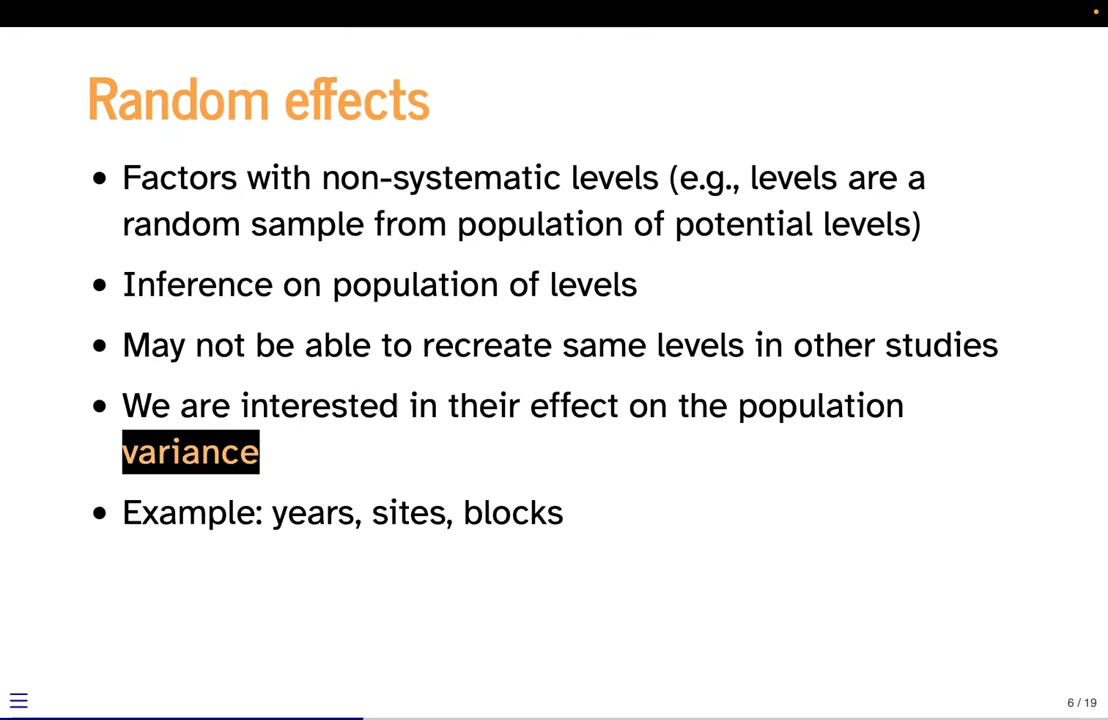 Random effects
• Factors with non-systematic levels (e.g., levels are a
random sample from population of potential levels)
• Inference on population of levels
• May not be able to recreate same levels in other studies
• We are interested in their effect on the population
variance
• Example: years, sites, blocks
6 / 19